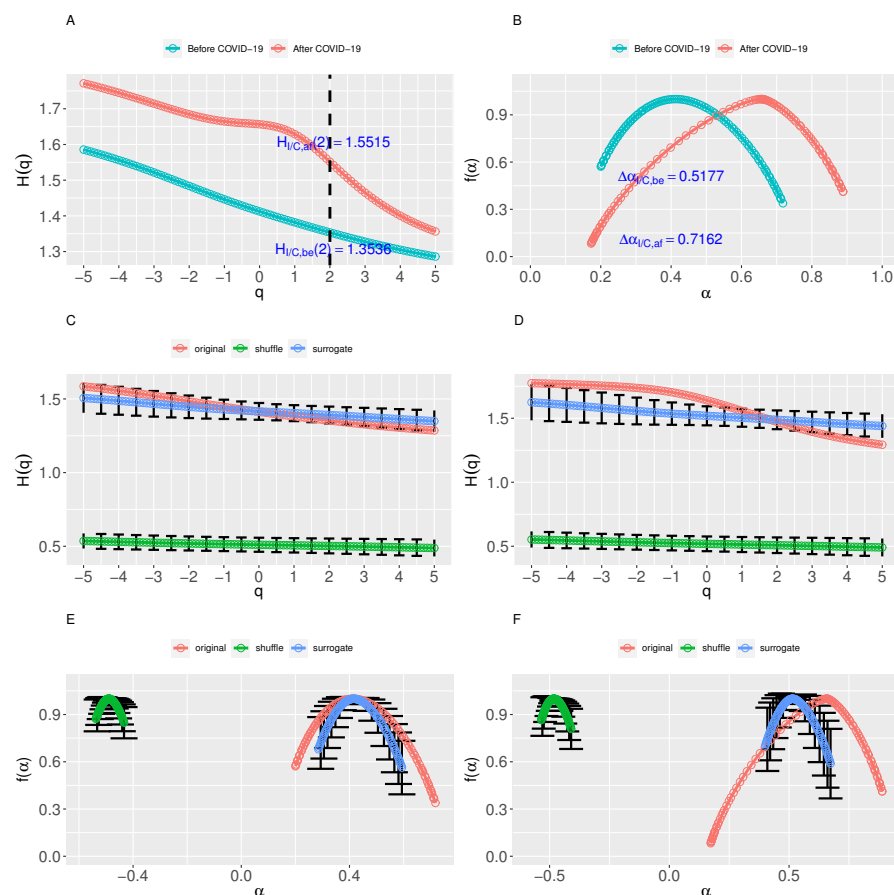 A
Before COVID−19 After COVID−19
H(q)
1.7
1.6
1.5
1.4
1.3
H_{I/C,af}(2) = 1.5515
H_{I/C,be}(2) = 1.3536
−5 −4 −3 −2 −1 0 1 2 3 4 5
q
B
Before COVID−19 After COVID−19
f(α)
0.9
0.6
0.3
0.0
Δα_{I/C,be} = 0.5177
Δα_{I/C,af} = 0.7162
0.0 0.2 0.4 0.6 0.8 1.0
α
C
original shuffle surrogate
H(q)
1.5
1.0
0.5
−5 −4 −3 −2 −1 0 1 2 3 4 5
q
D
H(q)
1.5
1.0
0.5
−5 −4 −3 −2 −1 0 1 2 3 4 5
q
E
original shuffle surrogate
f(α)
0.9
0.6
0.3
0.0
−0.4 0.0 0.4
α
F
original shuffle surrogate
f(α)
0.9
0.6
0.3
0.0
−0.5 0.0 0.5
α